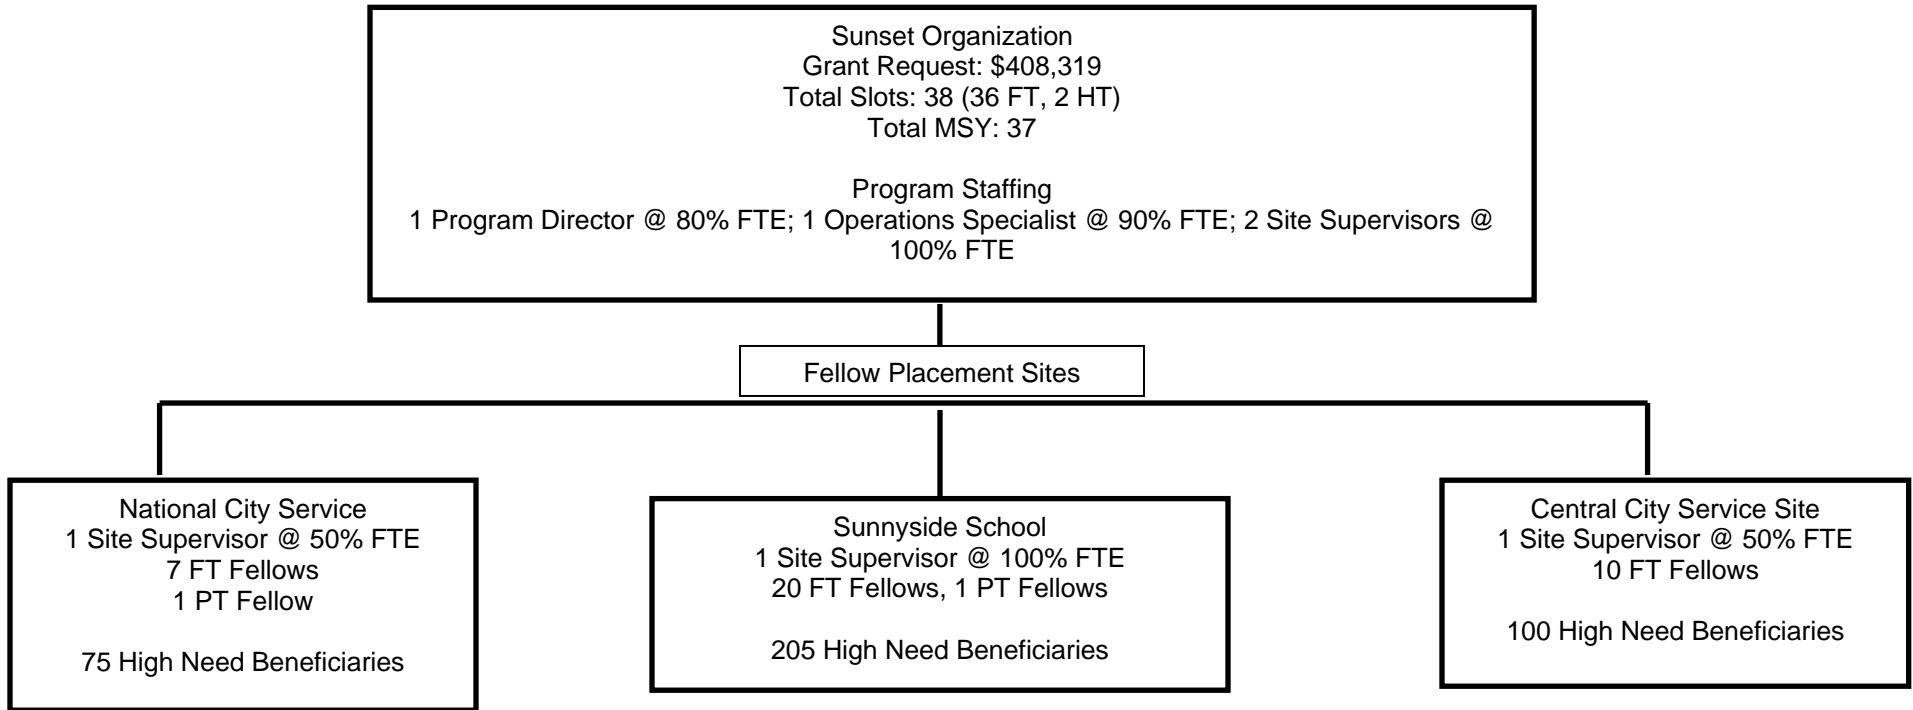 Sunset Organization
Grant Request: $408,319
Total Slots: 38 (36 FT, 2 HT)
Total MSY: 37
Program Staffing
1 Program Director @ 80% FTE; 1 Operations Specialist @ 90% FTE; 2 Site Supervisors @
100% FTE
Fellow Placement Sites
National City Service
1 Site Supervisor @ 50% FTE
7 FT Fellows
1 PT Fellow
75 High Need Beneficiaries
Sunnyside School
1 Site Supervisor @ 100% FTE
20 FT Fellows, 1 PT Fellows
205 High Need Beneficiaries
Central City Service Site
1 Site Supervisor @ 50% FTE
10 FT Fellows
100 High Need Beneficiaries